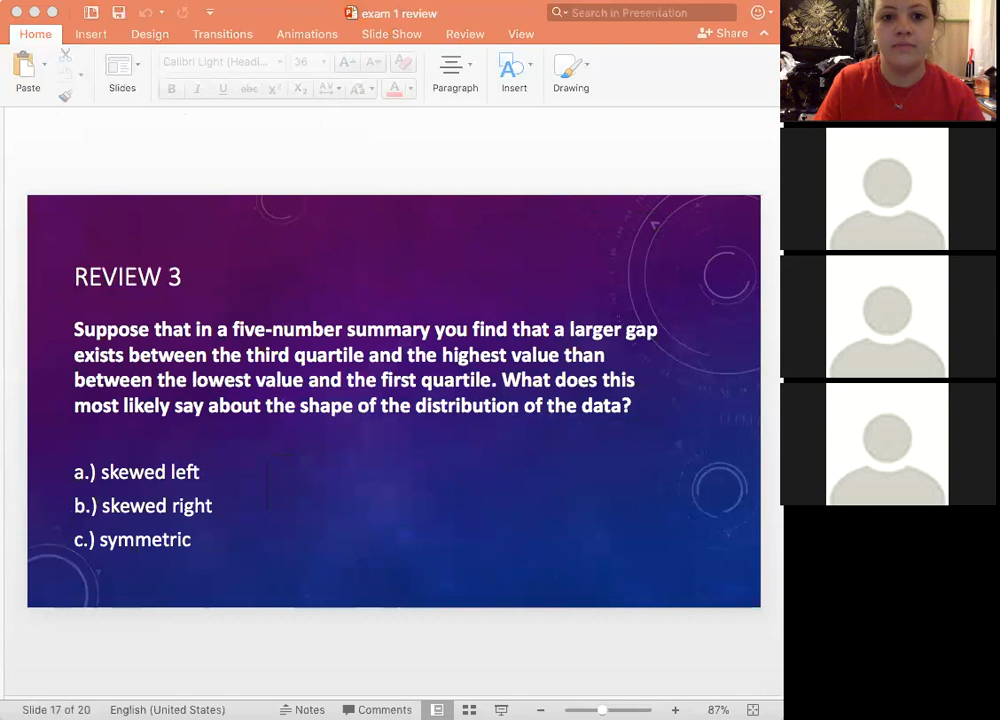 exam 1 review
Search in Presentation
Home Insert Design Transitions Animations Slide Show Review View Share
Calibri Light (Headi... 36
Paste Slides Paragraph Insert Drawing
B I U abc X² X₂ AV Aa A
REVIEW 3
Suppose that in a five-number summary you find that a larger gap
exists between the third quartile and the highest value than
between the lowest value and the first quartile. What does this
most likely say about the shape of the distribution of the data?
a.) skewed left
b.) skewed right
c.) symmetric
Slide 17 of 20 English (United States) Notes Comments 87%